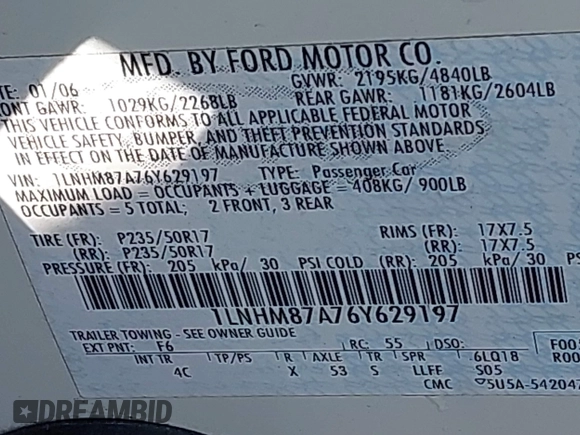 MFD. BY FORD MOTOR CO.
TE: 01/06 GVWR: 2195KG/4840LB
ONT GAWR: 1029KG/2268LB REAR GAWR: 1181KG/2604LB
THIS VEHICLE CONFORMS TO ALL APPLICABLE FEDERAL MOTOR
VEHICLE SAFETY, BUMPER, AND THEFT PREVENTION STANDARDS
IN EFFECT ON THE DATE OF MANUFACTURE SHOWN ABOVE.
VIN: 1LNHM87A76Y629197 TYPE: Passenger Car
MAXIMUM LOAD = OCCUPANTS + LUGGAGE = 408KG/ 900LB
OCCUPANTS = 5 TOTAL; 2 FRONT, 3 REAR
TIRE (FR): P235/50R17 RIMS (FR): 17X7.5
(RR): P235/50R17 (RR): 17X7.5
PRESSURE (FR): 205 kPa/ 30 PSI COLD (RR): 205 kPa/ 30
1LNHM87A76Y629197
TRAILER TOWING - SEE OWNER GUIDE
EXT PNT: F6 RC: 55 DSO: F005
INT TR TP/PS R AXLE TR SPR 6LQ18 R00
4C X 53 S LLFF S05
CMC 5U5A-542047
DREAMBID